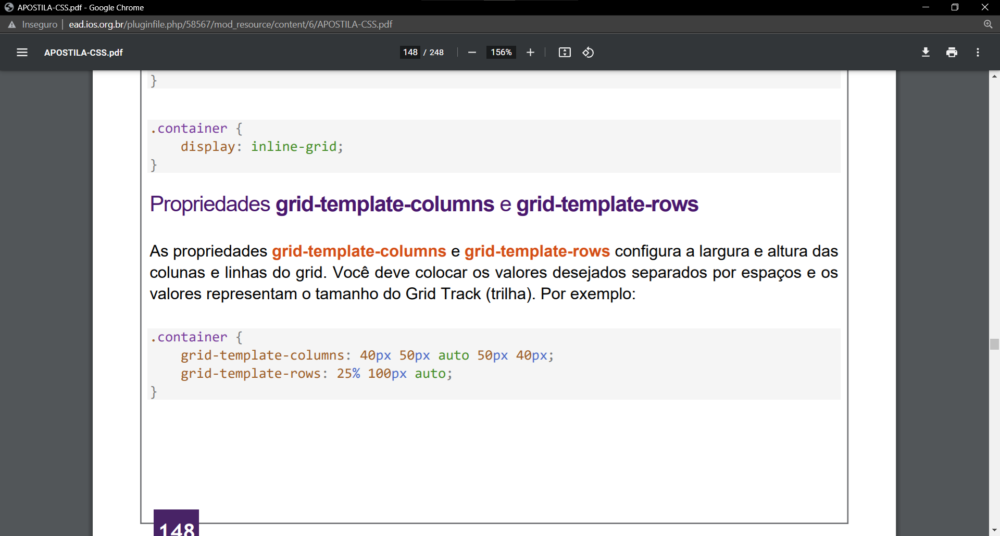 APOSTILA-CSS.pdf - Google Chrome
Inseguro | ead.ios.org.br/pluginfile.php/58567/mod_resource/content/6/APOSTILA-CSS.pdf
APOSTILA-CSS.pdf 148 / 248 156%
}
.container {
    display: inline-grid;
}
Propriedades grid-template-columns e grid-template-rows
As propriedades grid-template-columns e grid-template-rows configura a largura e altura das
colunas e linhas do grid. Você deve colocar os valores desejados separados por espaços e os
valores representam o tamanho do Grid Track (trilha). Por exemplo:
.container {
    grid-template-columns: 40px 50px auto 50px 40px;
    grid-template-rows: 25% 100px auto;
}
148